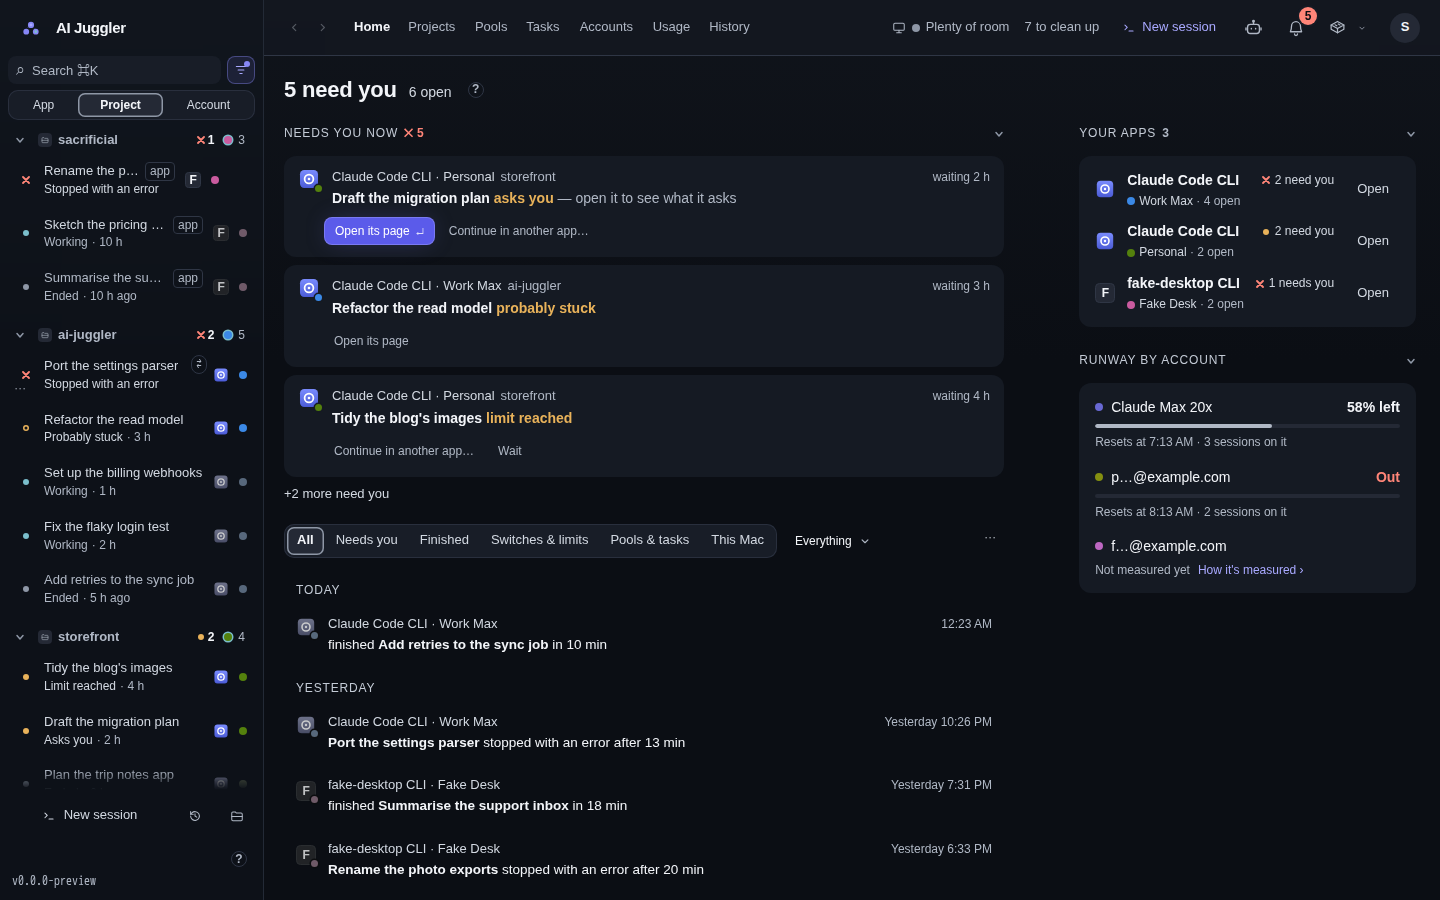 AI Juggler
Search ⌘K
App Project Account
sacrificial 1 3
Rename the p… app F
Stopped with an error
Sketch the pricing … app F
Working · 10 h
Summarise the su… app F
Ended · 10 h ago
ai-juggler 2 5
Port the settings parser
Stopped with an error
…
Refactor the read model
Probably stuck · 3 h
Set up the billing webhooks
Working · 1 h
Fix the flaky login test
Working · 2 h
Add retries to the sync job
Ended · 5 h ago
storefront 2 4
Tidy the blog's images
Limit reached · 4 h
Draft the migration plan
Asks you · 2 h
Plan the trip notes app
New session
?
v0.0.0-preview
Home Projects Pools Tasks Accounts Usage History
Plenty of room 7 to clean up New session 5 S
5 need you 6 open ?
NEEDS YOU NOW 5
Claude Code CLI · Personal storefront waiting 2 h
Draft the migration plan asks you — open it to see what it asks
Open its page Continue in another app…
Claude Code CLI · Work Max ai-juggler waiting 3 h
Refactor the read model probably stuck
Open its page
Claude Code CLI · Personal storefront waiting 4 h
Tidy the blog's images limit reached
Continue in another app… Wait
+2 more need you
All Needs you Finished Switches & limits Pools & tasks This Mac Everything …
TODAY
Claude Code CLI · Work Max 12:23 AM
finished Add retries to the sync job in 10 min
YESTERDAY
Claude Code CLI · Work Max Yesterday 10:26 PM
Port the settings parser stopped with an error after 13 min
F fake-desktop CLI · Fake Desk Yesterday 7:31 PM
finished Summarise the support inbox in 18 min
F fake-desktop CLI · Fake Desk Yesterday 6:33 PM
Rename the photo exports stopped with an error after 20 min
YOUR APPS 3
Claude Code CLI 2 need you Open
Work Max · 4 open
Claude Code CLI 2 need you Open
Personal · 2 open
F fake-desktop CLI 1 needs you Open
Fake Desk · 2 open
RUNWAY BY ACCOUNT
Claude Max 20x 58% left
Resets at 7:13 AM · 3 sessions on it
p…@example.com Out
Resets at 8:13 AM · 2 sessions on it
f…@example.com
Not measured yet How it's measured ›